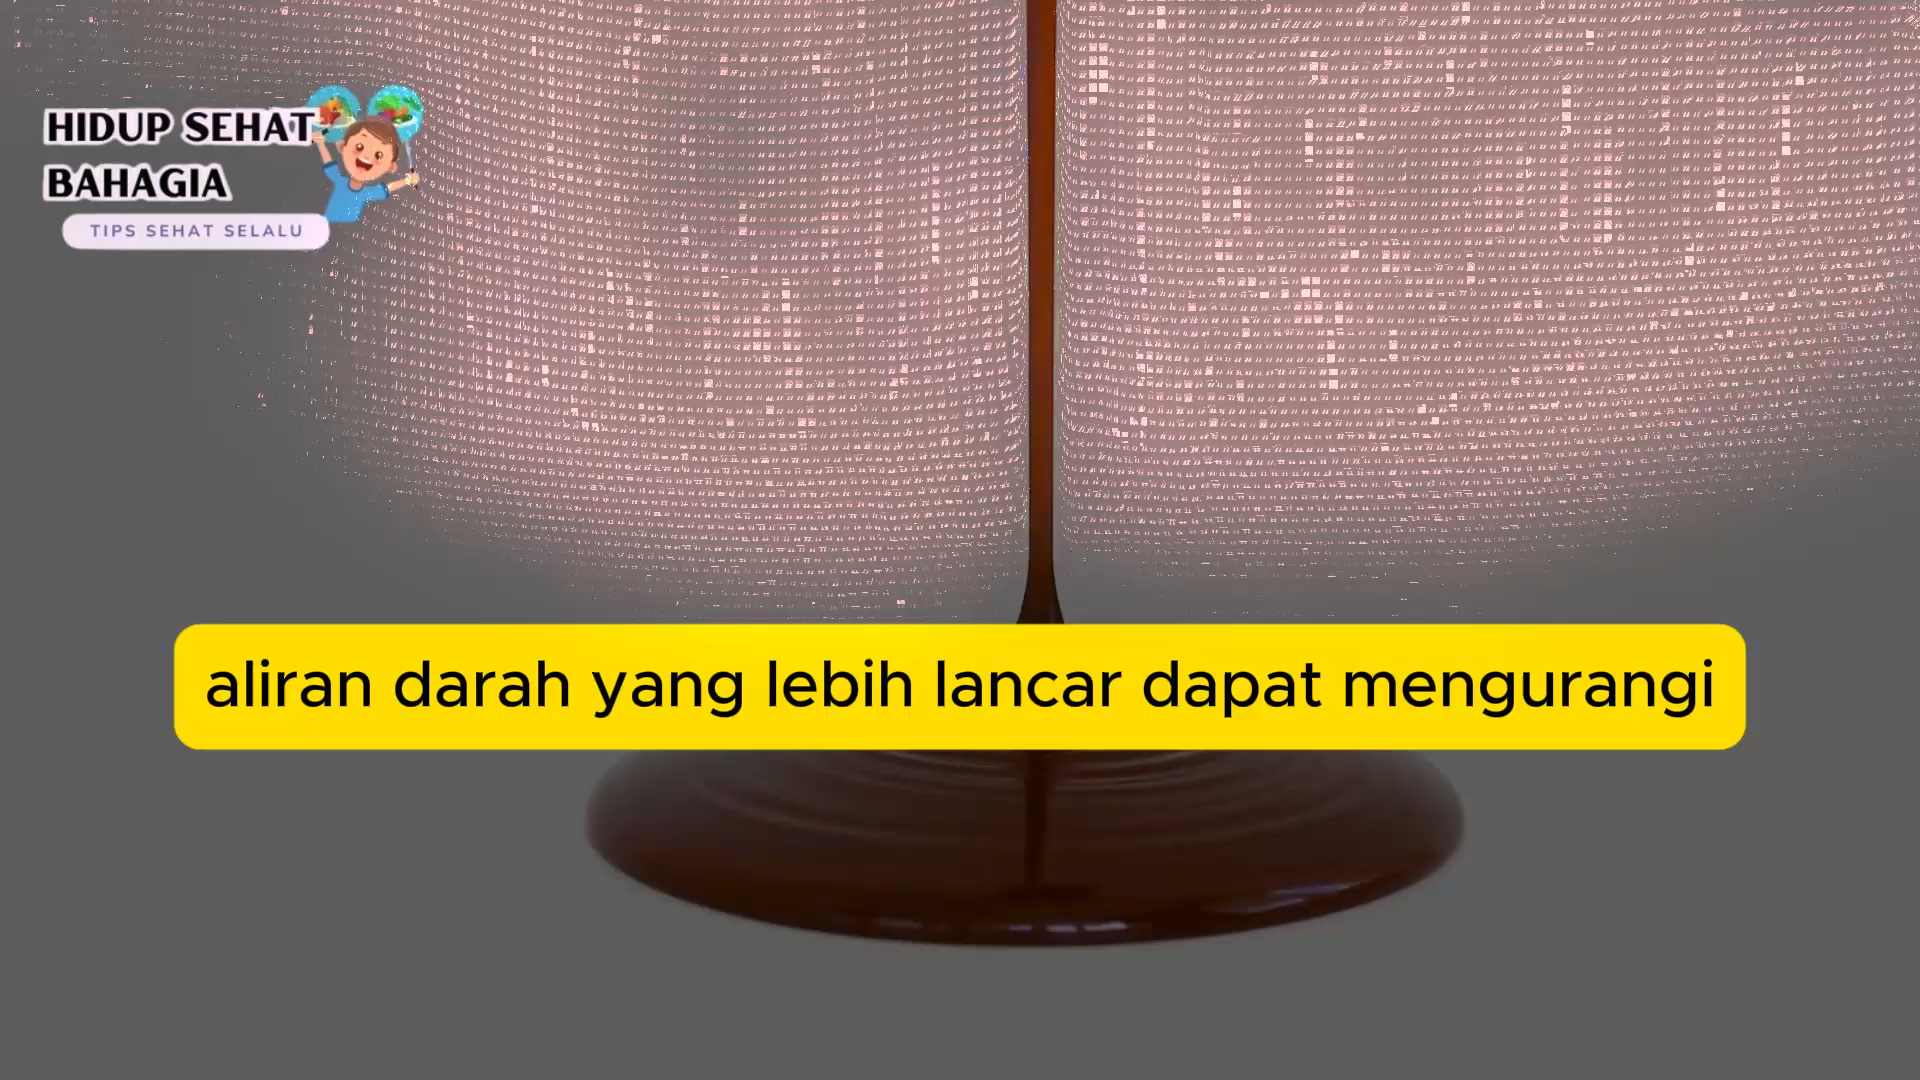 HIDUP SEHAT
BAHAGIA
TIPS SEHAT SELALU
aliran darah yang lebih lancar dapat mengurangi